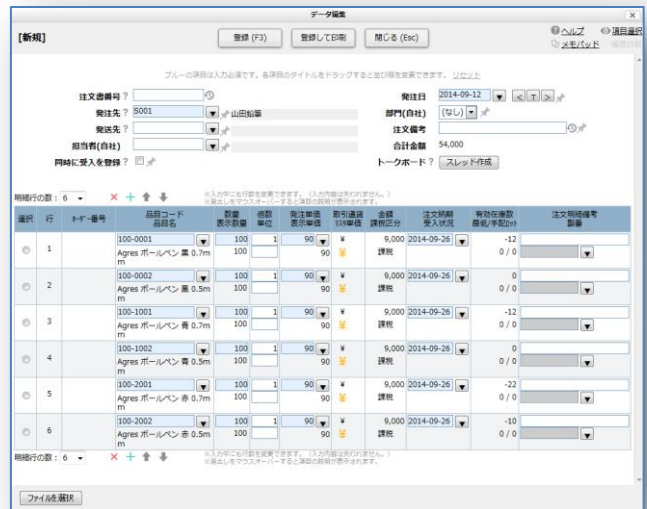 データ編集
[新規]
登録 (F3)
登録して印刷
閉じる (Esc)
ヘルプ
項目選択
メモパッド
ブルーの項目は入力必須です。各項目のタイトルをドラッグすると並び順を変更できます。 リセット
注文書番号 ?
発注日 2014-09-12 < T >
発注先 ? S001 山田鉛筆
部門(自社) (なし)
発送先 ?
注文備考
担当者(自社)
合計金額 54,000
同時に受入を登録 ?
トークボード ? スレッド作成
明細行の数 : 6
※入力中にも行数を変更できます。(入力内容は失われません。)
※見出しをマウスオーバーすると項目の説明が表示されます。
選択 行 オーダー番号 品目コード 数量 倍数 発注単価 取引通貨 金額 注文納期 有効在庫数 注文明細備考
品目名 表示数量 単位 表示単価 マスタ単価 課税区分 受入状況 最低/手配ロット 製番
1 100-0001 100 1 90 ¥ 9,000 2014-09-26 -12
Agres ボールペン 黒 0.7m 100 90 ¥ 課税 0 / 0
m
2 100-0002 100 1 90 ¥ 9,000 2014-09-26 0
Agres ボールペン 黒 0.5m 100 90 ¥ 課税 0 / 0
m
3 100-1001 100 1 90 ¥ 9,000 2014-09-26 -12
Agres ボールペン 青 0.7m 100 90 ¥ 課税 0 / 0
m
4 100-1002 100 1 90 ¥ 9,000 2014-09-26 0
Agres ボールペン 青 0.5m 100 90 ¥ 課税 0 / 0
m
5 100-2001 100 1 90 ¥ 9,000 2014-09-26 -22
Agres ボールペン 赤 0.7m 100 90 ¥ 課税 0 / 0
m
6 100-2002 100 1 90 ¥ 9,000 2014-09-26 -10
Agres ボールペン 赤 0.5m 100 90 ¥ 課税 0 / 0
m
明細行の数 : 6
※入力中にも行数を変更できます。(入力内容は失われません。)
※見出しをマウスオーバーすると項目の説明が表示されます。
ファイルを選択